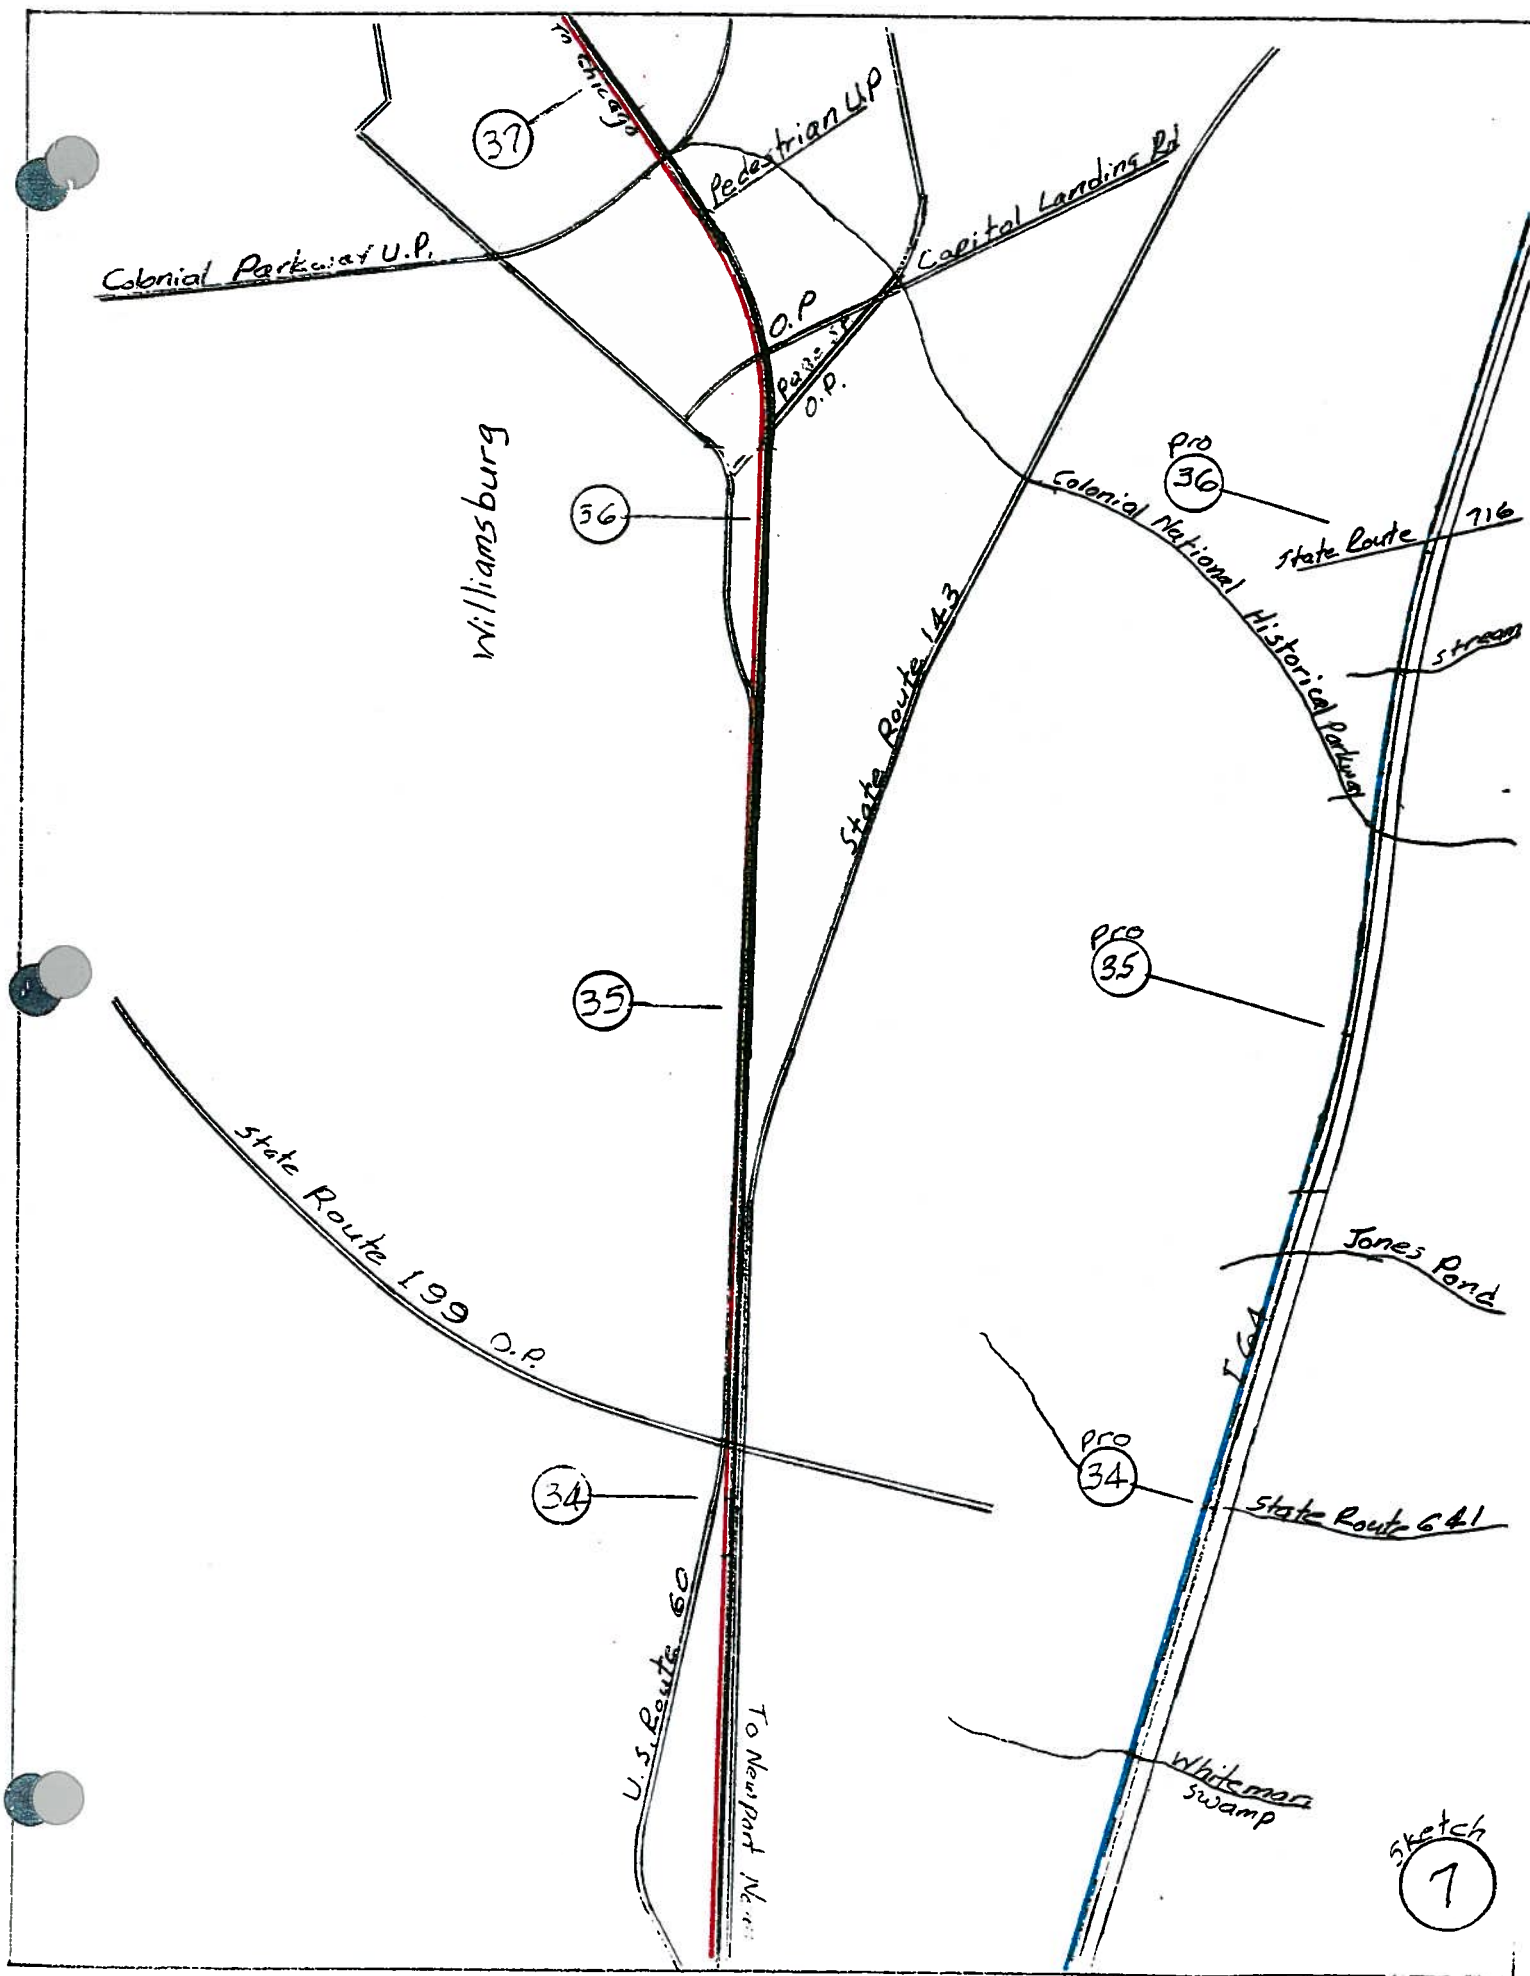 To Chicago
37
Pedestrian U.P
Capitol Landing Rd
Colonial Parkway U.P.
O.P
Page St
O.P.
Williamsburg
36
pro
36
State Route 716
Stream
Colonial National Historical Parkway
State Route 143
35
pro
35
State Route 199 O.P.
Jones Pond
I 64
34
pro
34
State Route 641
U.S. Route 60
To Newport
Whiteman
Swamp
Sketch
7